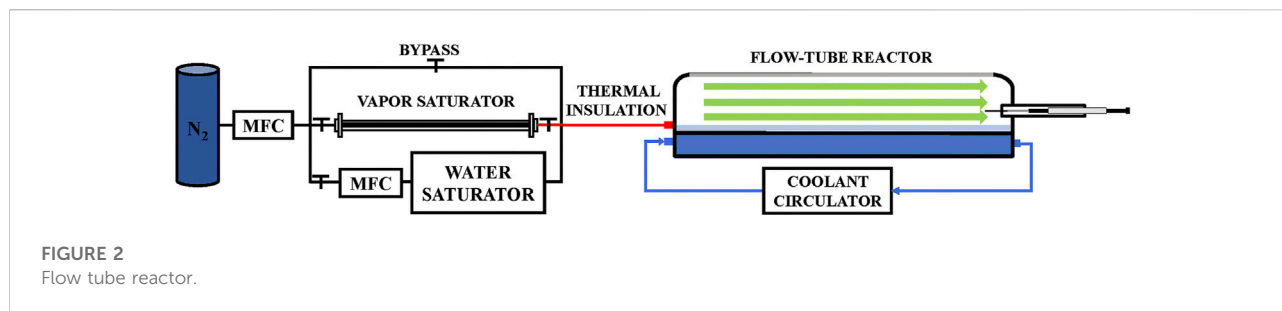 BYPASS
FLOW-TUBE REACTOR
VAPOR SATURATOR
THERMAL
INSULATION
N₂
MFC
MFC
WATER
SATURATOR
COOLANT
CIRCULATOR
FIGURE 2
Flow tube reactor.